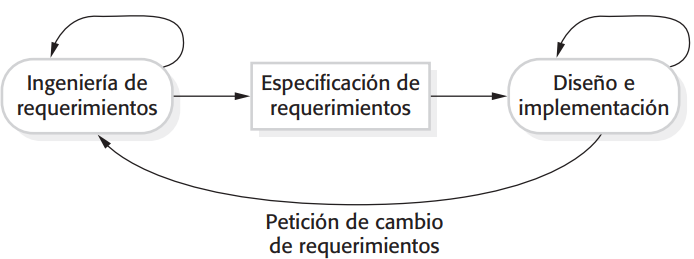 Ingeniería de
requerimientos
Especificación de
requerimientos
Diseño e
implementación
Petición de cambio
de requerimientos